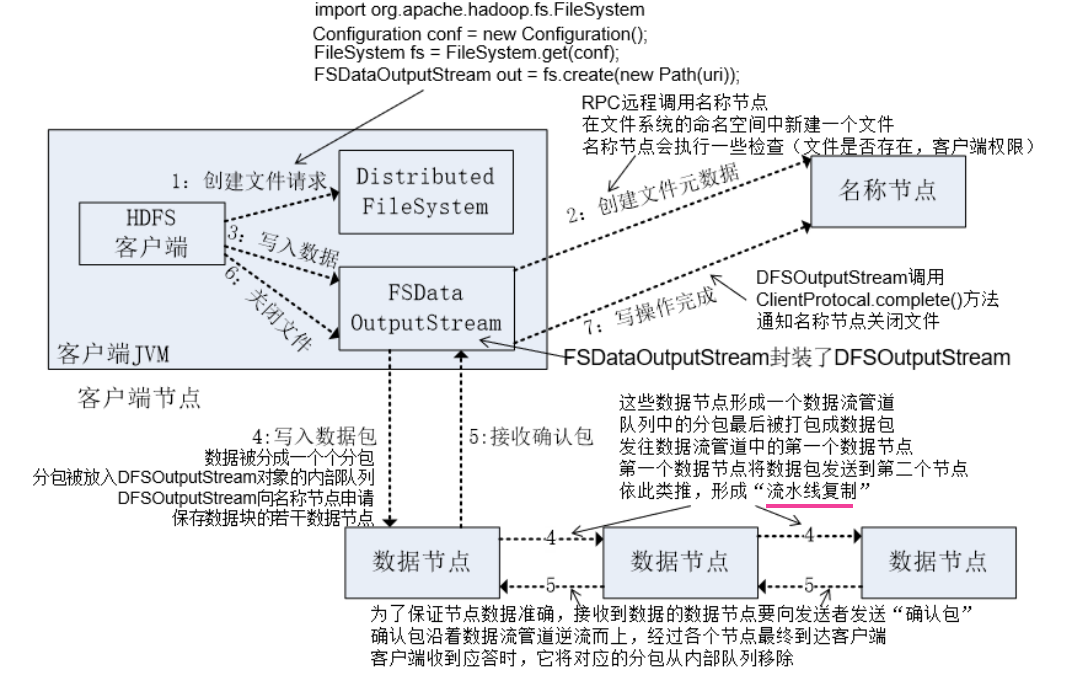 import org.apache.hadoop.fs.FileSystem
Configuration conf = new Configuration();
FileSystem fs = FileSystem.get(conf);
FSDataOutputStream out = fs.create(new Path(uri));
RPC远程调用名称节点
在文件系统的命名空间中新建一个文件
名称节点会执行一些检查（文件是否存在，客户端权限）
1：创建文件请求
Distributed
FileSystem
2：创建文件元数据
名称节点
HDFS
客户端
3：写入数据
6：关闭文件
FSData
OutputStream
7：写操作完成
DFSOutputStream调用
ClientProtocal.complete()方法
通知名称节点关闭文件
客户端JVM
FSDataOutputStream封装了DFSOutputStream
客户端节点
这些数据节点形成一个数据流管道
队列中的分包最后被打包成数据包
发往数据流管道中的第一个数据节点
第一个数据节点将数据包发送到第二个节点
依此类推，形成“流水线复制”
4:写入数据包
数据被分成一个个分包
分包被放入DFSOutputStream对象的内部队列
DFSOutputStream向名称节点申请
保存数据块的若干数据节点
5:接收确认包
数据节点
4
数据节点
4
数据节点
5
5
为了保证节点数据准确，接收到数据的数据节点要向发送者发送“确认包”
确认包沿着数据流管道逆流而上，经过各个节点最终到达客户端
客户端收到应答时，它将对应的分包从内部队列移除